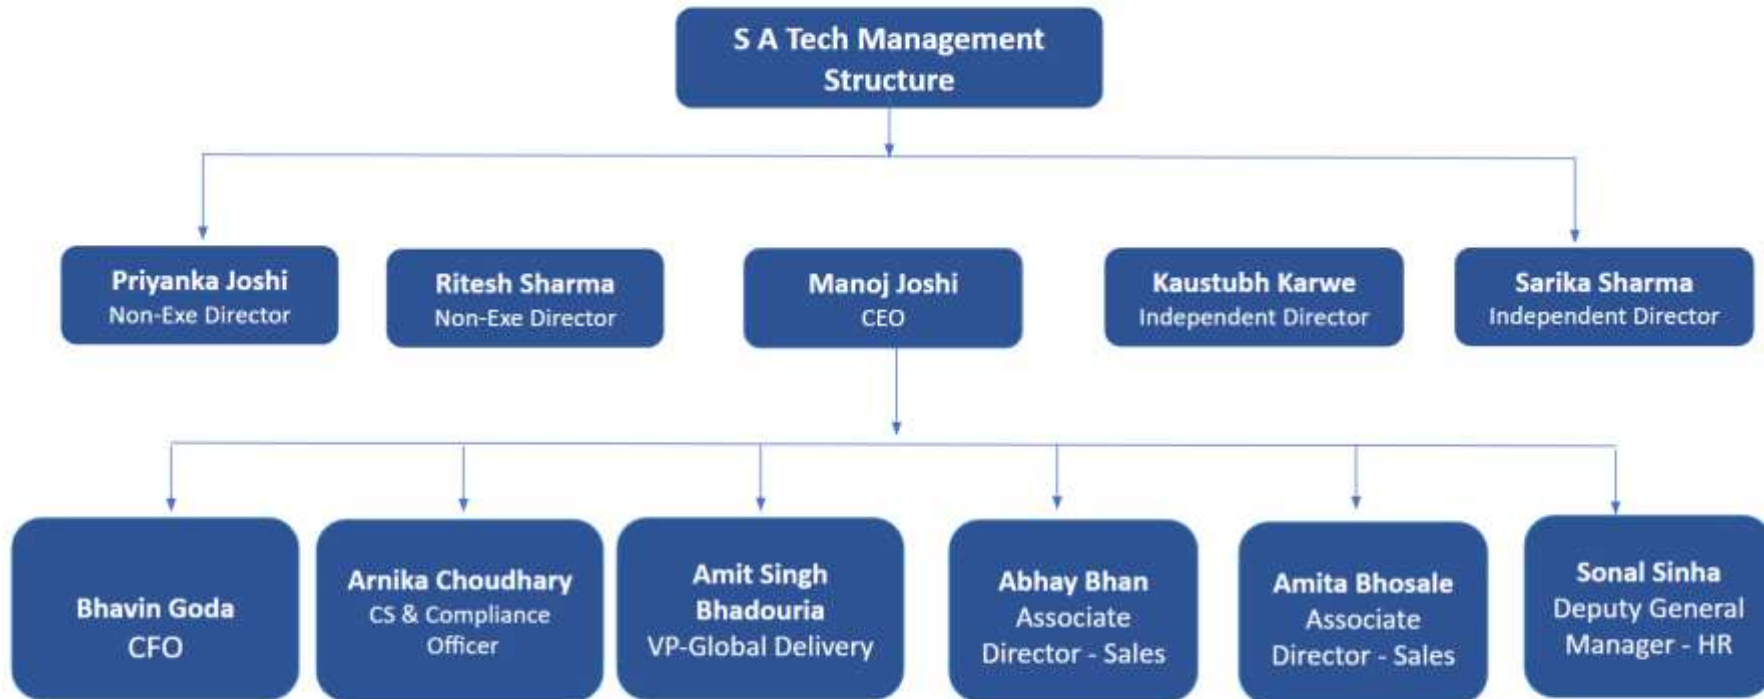 S A Tech Management
Structure
Priyanka Joshi
Non-Exe Director
Ritesh Sharma
Non-Exe Director
Manoj Joshi
CEO
Kaustubh Karwe
Independent Director
Sarika Sharma
Independent Director
Bhavin Goda
CFO
Arnika Choudhary
CS & Compliance
Officer
Amit Singh
Bhadouria
VP-Global Delivery
Abhay Bhan
Associate
Director - Sales
Amita Bhosale
Associate
Director - Sales
Sonal Sinha
Deputy General
Manager - HR